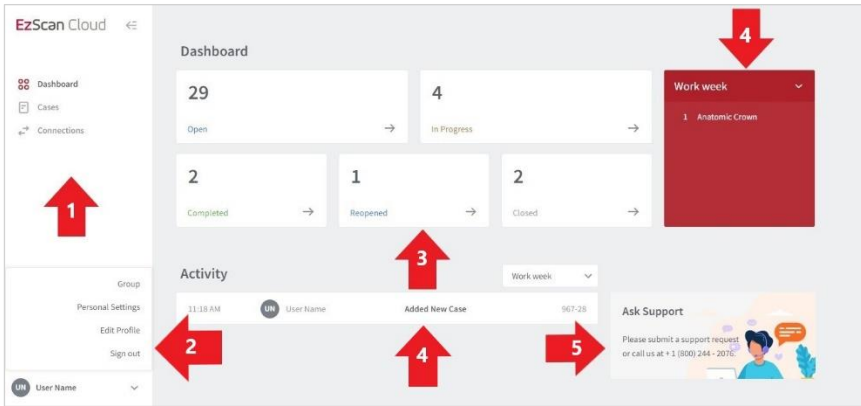 EzScan Cloud
Dashboard
Cases
Connections
1
Group
Personal Settings
Edit Profile
Sign out
2
UN User Name
Dashboard
29
Open
4
In Progress
2
Completed
1
Reopened
2
Closed
3
4
Work week
1 Anatomic Crown
Activity
Work week
11:18 AM UN User Name Added New Case 967-28
4
5
Ask Support
Please submit a support request
or call us at + 1 (800) 244 - 2076.